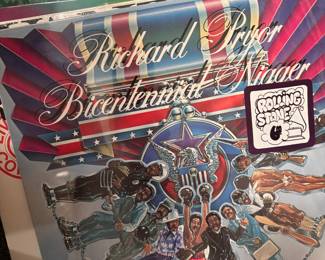 Richard Pryor
Bicentennial Nigger
ROLLING
STONE